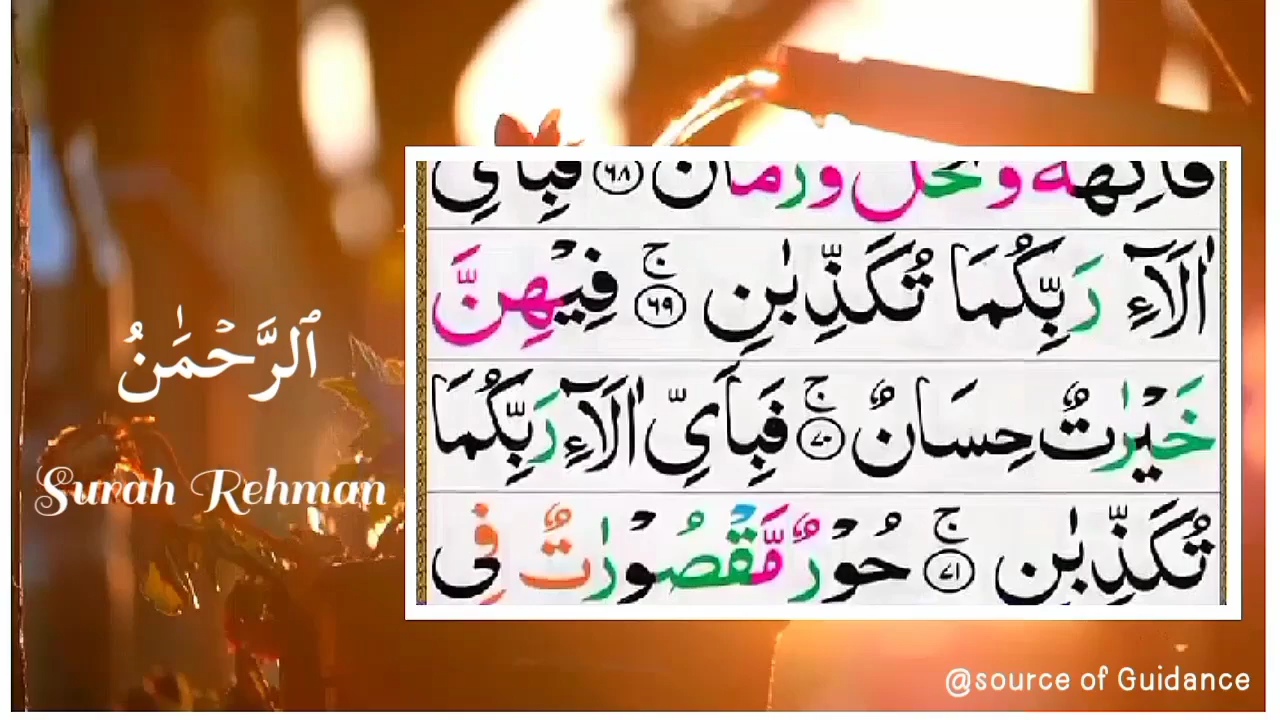 ٱلرَّحْمَٰنُ
Surah Rehman
فَاكِهَةٌ وَّنَخْلٌ وَّرُمَّانٌ ۝٦٨ فَبِاَىِّ
اٰلَآءِ رَبِّكُمَا تُكَذِّبٰنِ ۝٦٩ۚ فِيْهِنَّ
خَيْرٰتٌ حِسَانٌ ۝٧٠ۚ فَبِاَىِّ اٰلَآءِ رَبِّكُمَا
تُكَذِّبٰنِ ۝٧١ۚ حُوْرٌ مَّقْصُوْرٰتٌ فِى
@source of Guidance